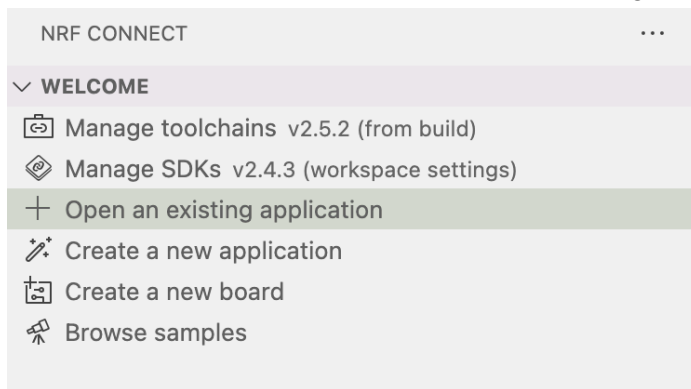 NRF CONNECT
WELCOME
Manage toolchains v2.5.2 (from build)
Manage SDKs v2.4.3 (workspace settings)
Open an existing application
Create a new application
Create a new board
Browse samples